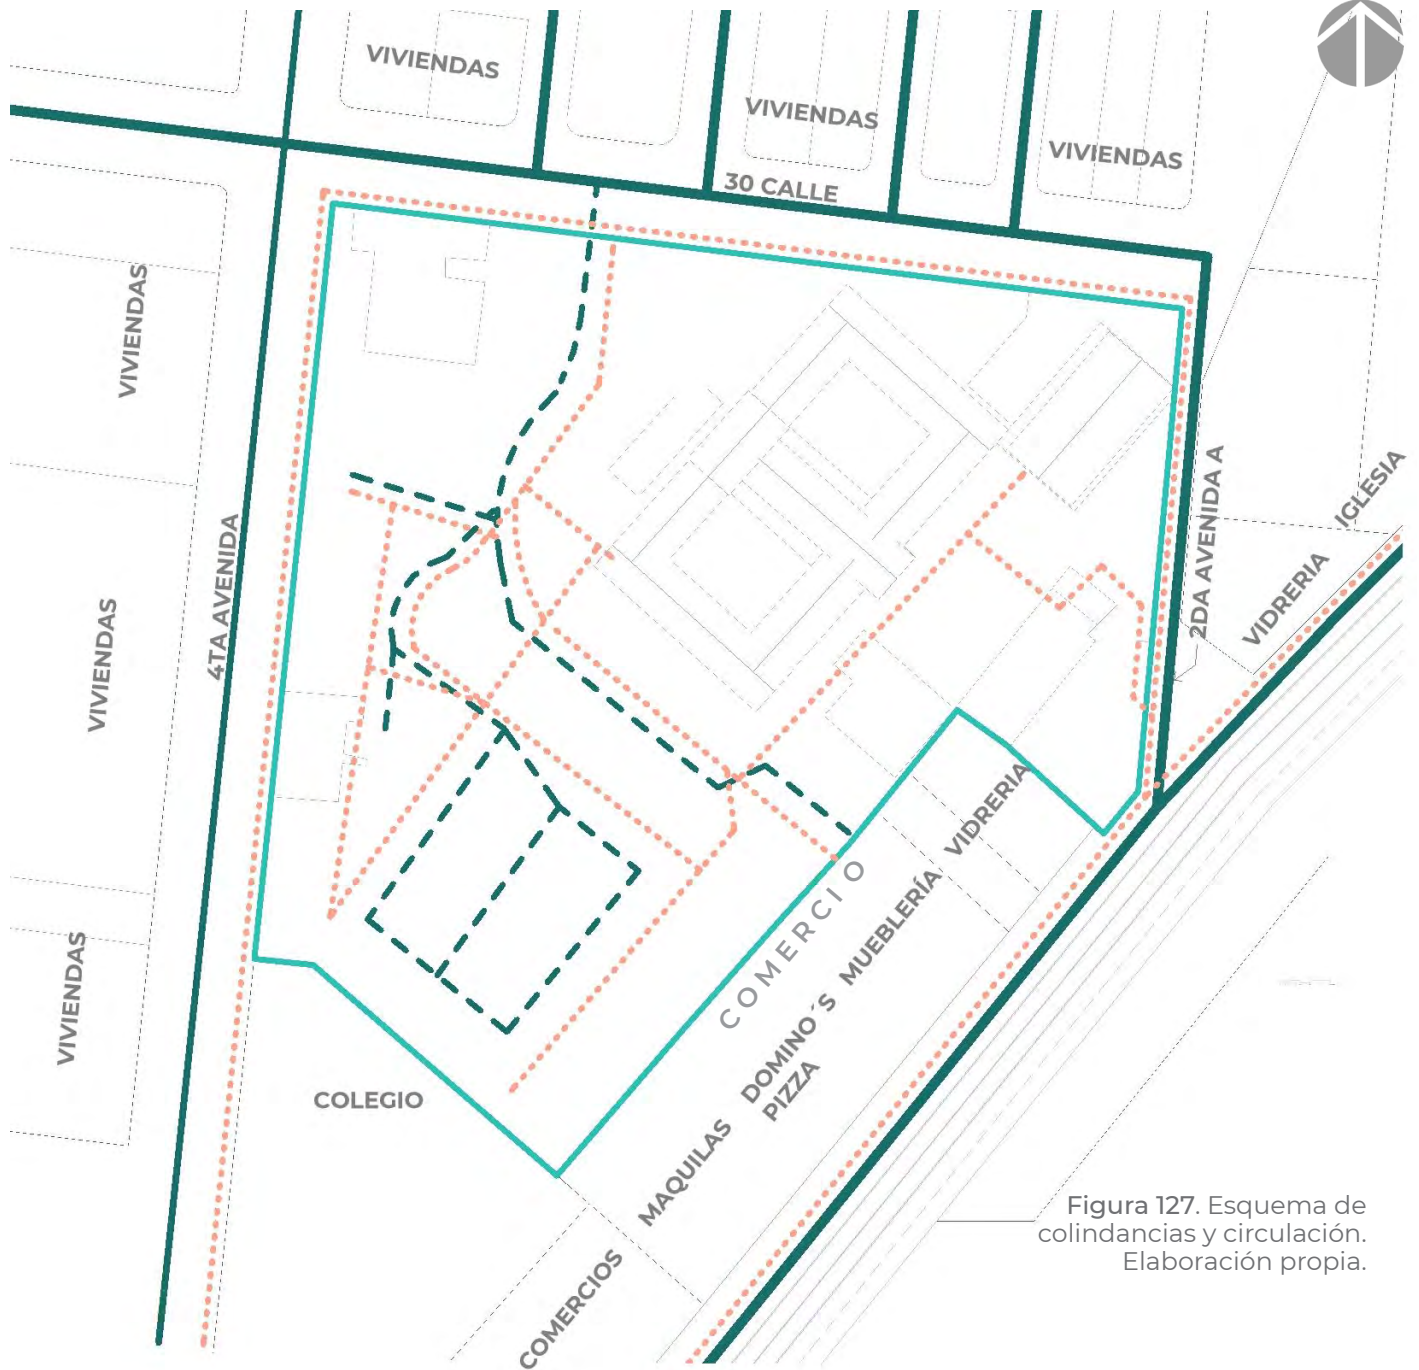 VIVIENDAS
VIVIENDAS
VIVIENDAS
30 CALLE
VIVIENDAS
4TA AVENIDA
VIVIENDAS
VIVIENDAS
2DA AVENIDA A
IGLESIA
VIDRERIA
VIDRERIA
MUEBLERÍA
COMERCIO
DOMINO´S
PIZZA
MAQUILAS
COMERCIOS
COLEGIO
Figura 127. Esquema de
colindancias y circulación.
Elaboración propia.